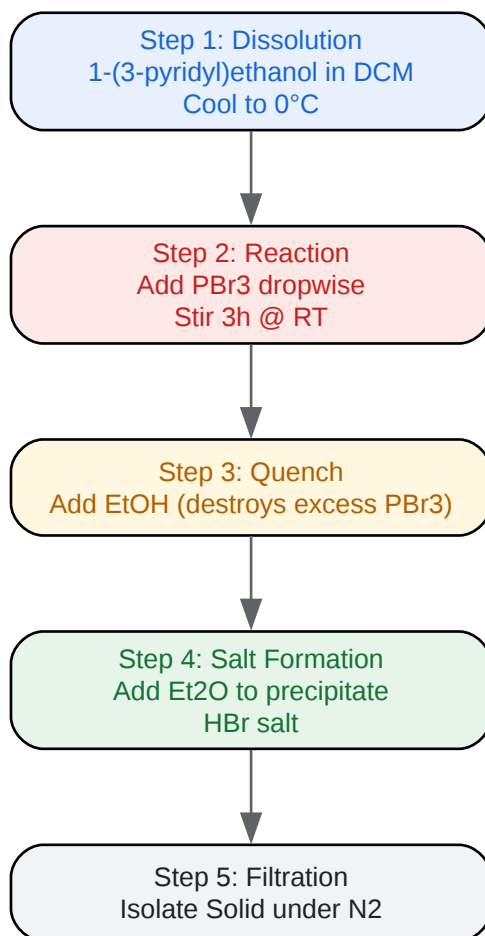 Step 1: Dissolution
1-(3-pyridyl)ethanol in DCM
Cool to 0°C
Step 2: Reaction
Add PBr3 dropwise
Stir 3h @ RT
Step 3: Quench
Add EtOH (destroys excess PBr3)
Step 4: Salt Formation
Add Et2O to precipitate
HBr salt
Step 5: Filtration
Isolate Solid under N2